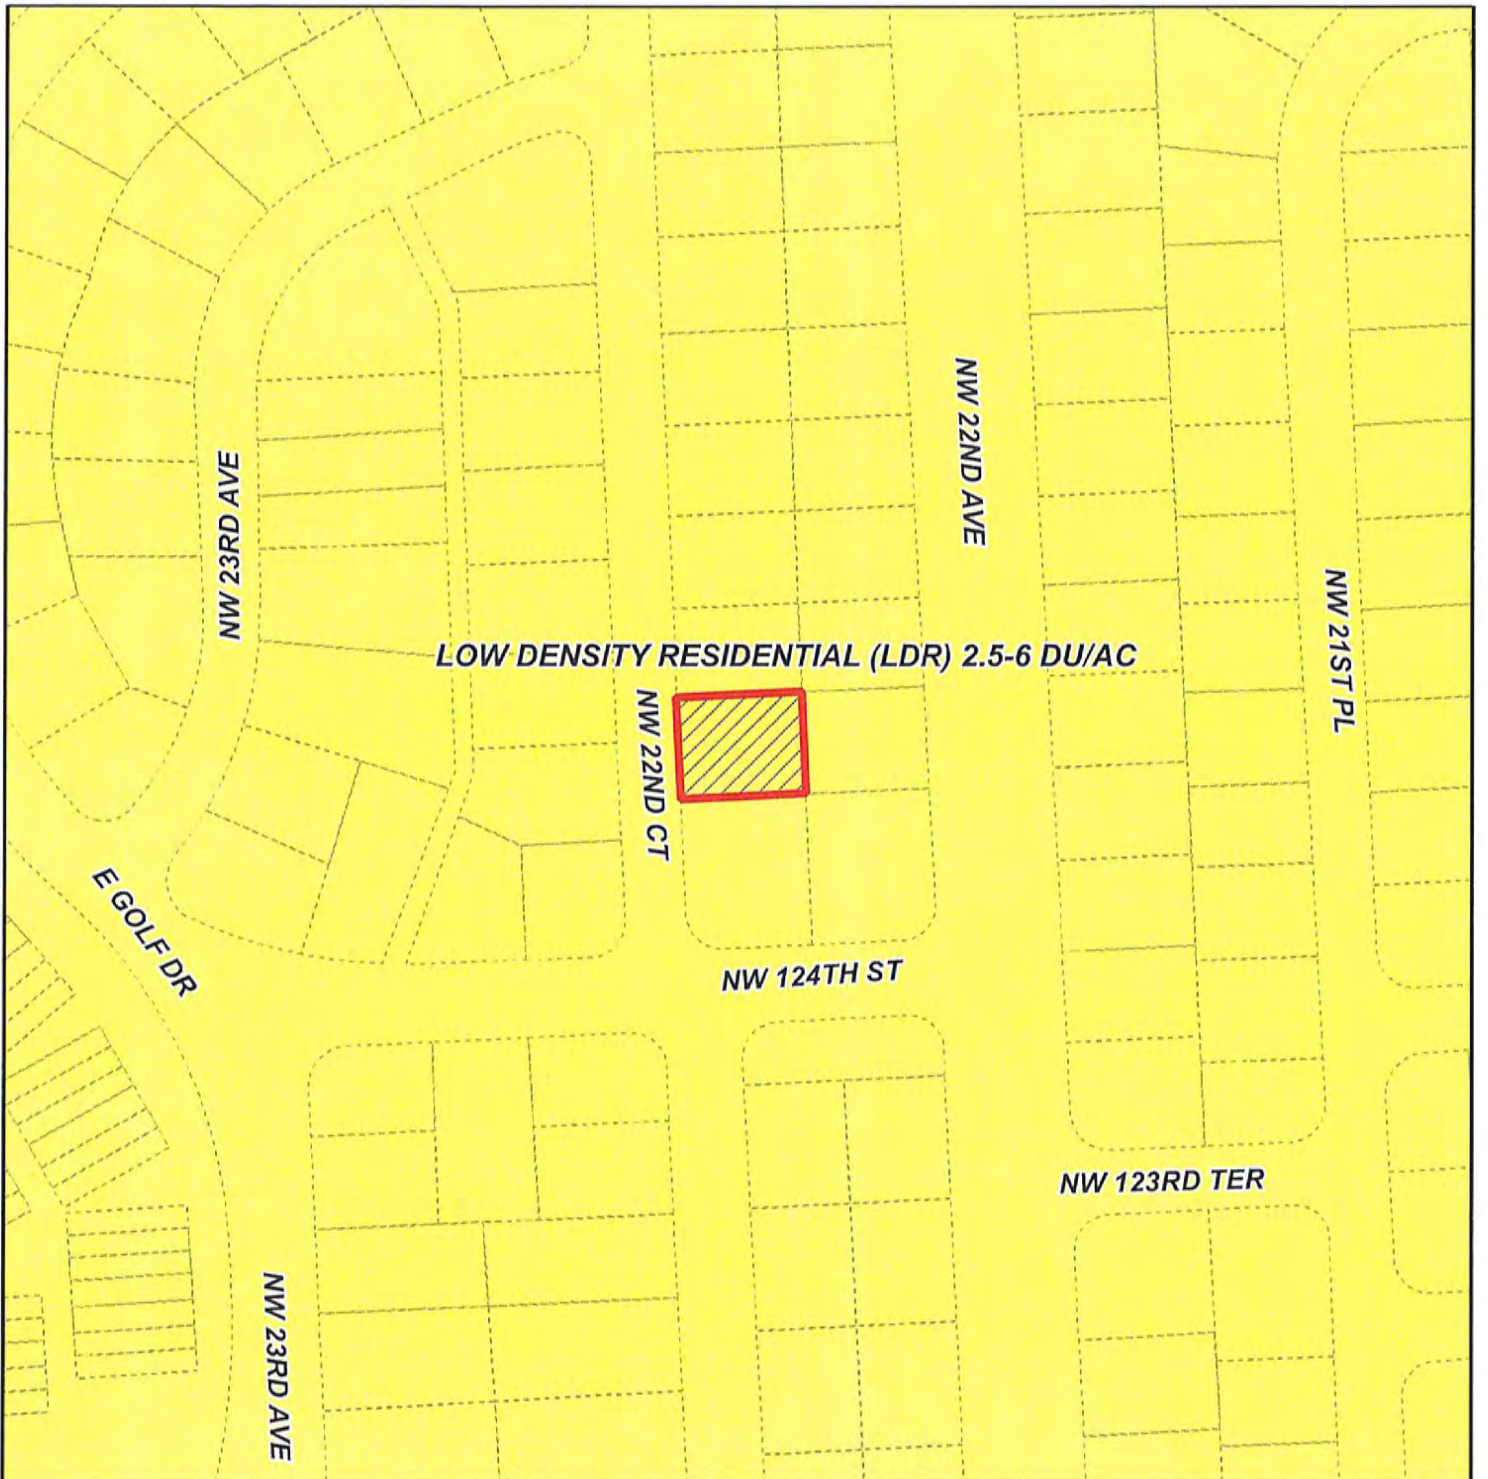 NW 22ND AVE
NW 23RD AVE
NW 21ST PL
LOW DENSITY RESIDENTIAL (LDR) 2.5-6 DU/AC
NW 22ND CT
E GOLF DR
NW 124TH ST
NW 123RD TER
NW 23RD AVE